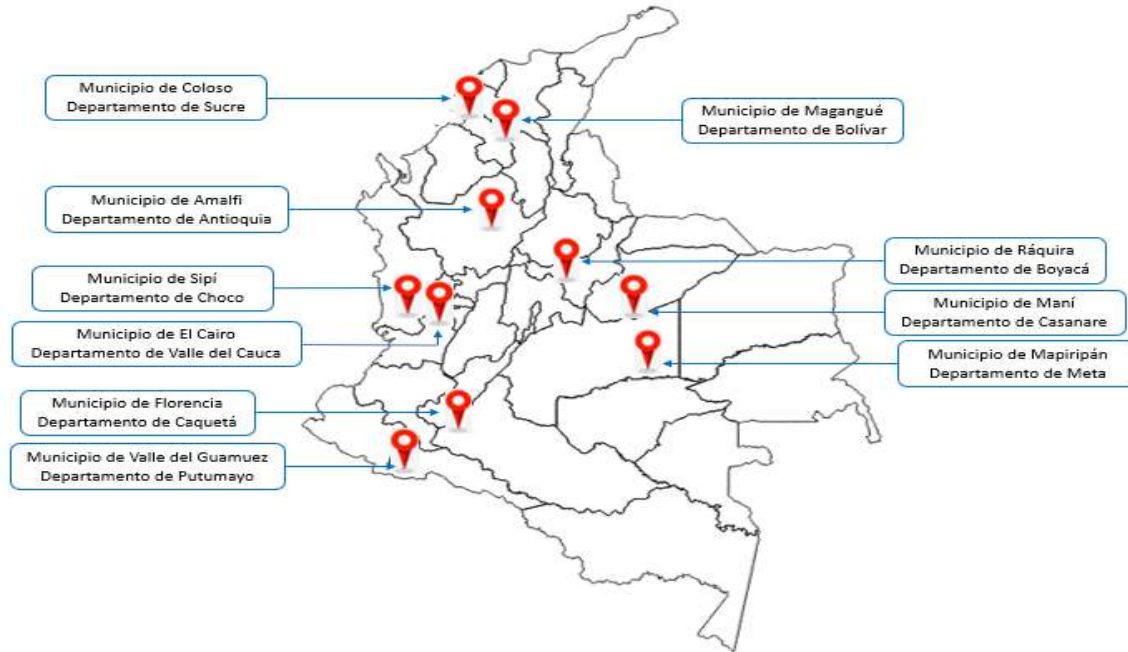 Municipio de Coloso
Departamento de Sucre
Municipio de Magangué
Departamento de Bolívar
Municipio de Amalfi
Departamento de Antioquia
Municipio de Ráquira
Departamento de Boyacá
Municipio de Sipí
Departamento de Choco
Municipio de Maní
Departamento de Casanare
Municipio de El Cairo
Departamento de Valle del Cauca
Municipio de Mapiripán
Departamento de Meta
Municipio de Florencia
Departamento de Caquetá
Municipio de Valle del Guamuez
Departamento de Putumayo